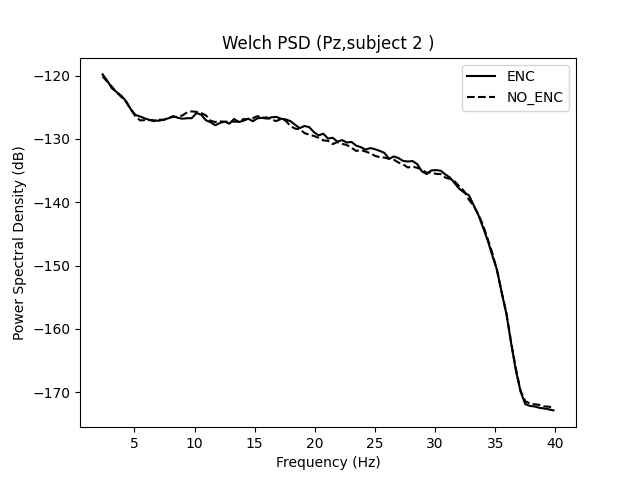 Welch PSD (Pz,subject 2 )
ENC
NO_ENC
Power Spectral Density (dB)
−120
−130
−140
−150
−160
−170
5 10 15 20 25 30 35 40
Frequency (Hz)